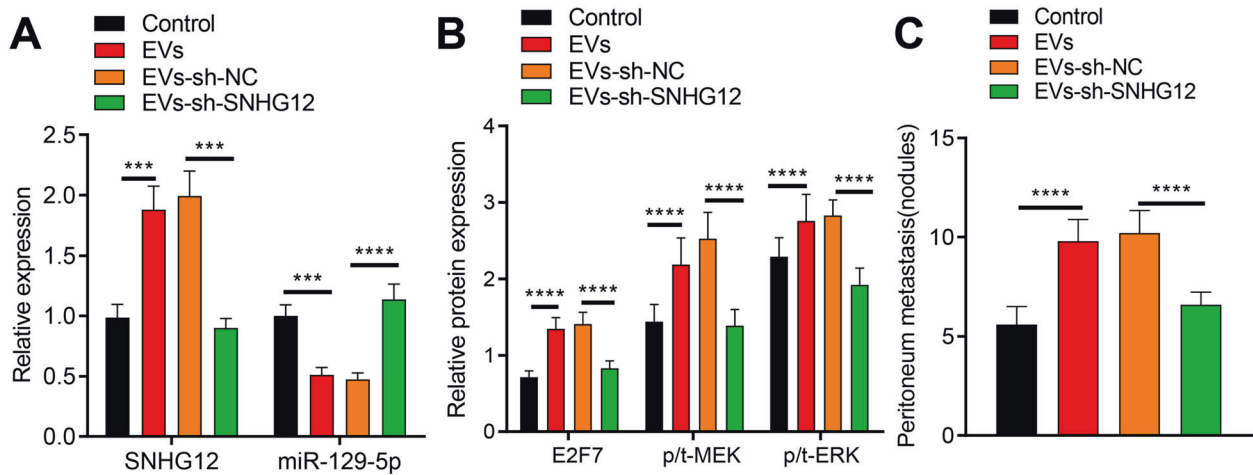 A
Control
EVs
EVs-sh-NC
EVs-sh-SNHG12
Relative expression
2.5
2.0
1.5
1.0
0.5
0.0
***
***
***
****
SNHG12
miR-129-5p
B
Control
EVs
EVs-sh-NC
EVs-sh-SNHG12
Relative protein expression
4
3
2
1
0
****
****
****
****
****
****
E2F7
p/t-MEK
p/t-ERK
C
Control
EVs
EVs-sh-NC
EVs-sh-SNHG12
Peritoneum metastasis(nodules)
15
10
5
0
****
****